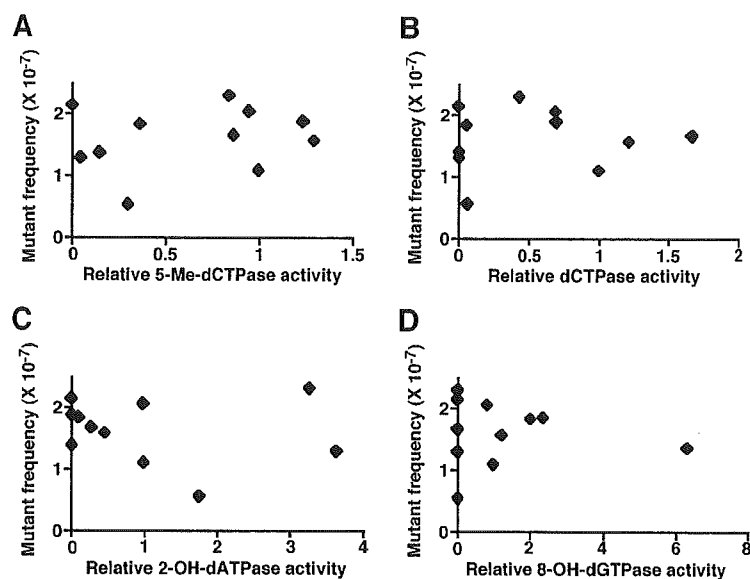 A
Mutant frequency (X 10-7)
2
1
0
0
0.5
1
1.5
Relative 5-Me-dCTPase activity
B
Mutant frequency (X 10-7)
2
1
0
0
0.5
1
1.5
2
Relative dCTPase activity
C
Mutant frequency (X 10-7)
2
1
0
0
1
2
3
4
Relative 2-OH-dATPase activity
D
Mutant frequency (X 10-7)
2
1
0
0
2
4
6
8
Relative 8-OH-dGTPase activity